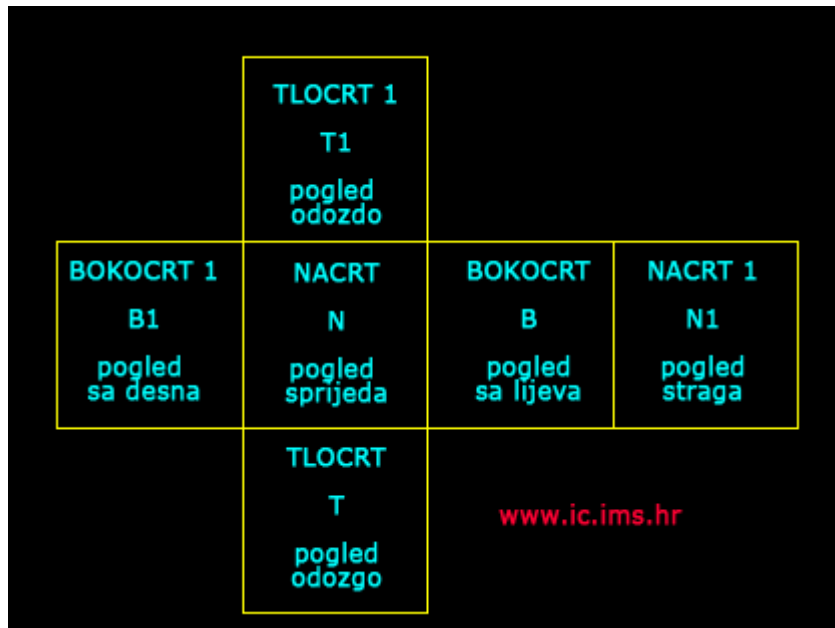 TLOCRT 1
T1
pogled
odozdo
BOKOCRT 1
B1
pogled
sa desna
NACRT
N
pogled
sprijeda
BOKOCRT
B
pogled
sa lijeva
NACRT 1
N1
pogled
straga
TLOCRT
T
pogled
odozgo
www.ic.ims.hr